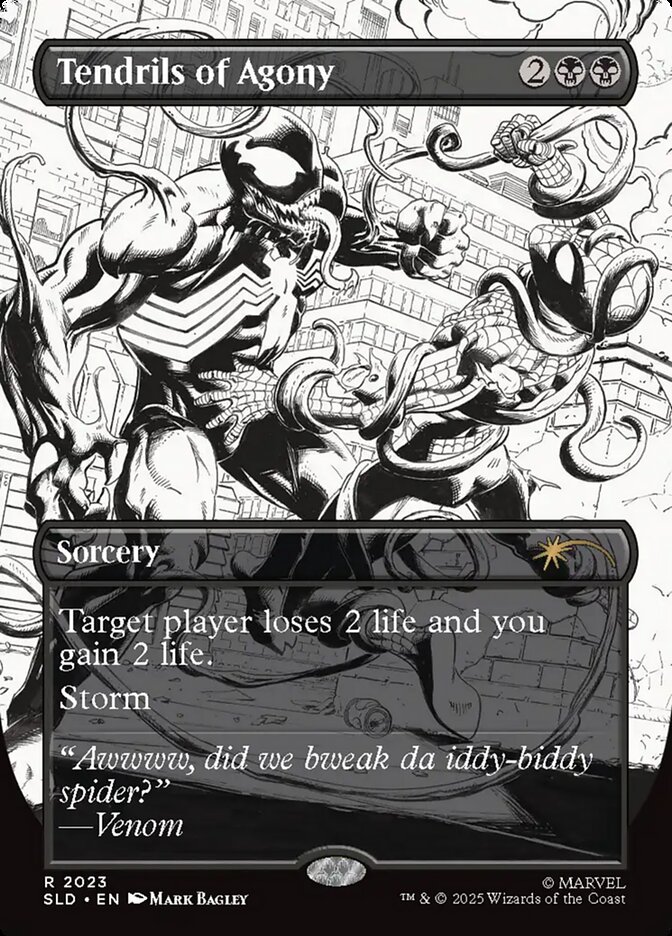 Tendrils of Agony
2
Sorcery
Target player loses 2 life and you
gain 2 life.
Storm
“Awwww, did we bweak da iddy-biddy
spider?”
—Venom
R 2023
SLD • EN Mark Bagley
© MARVEL
™ & © 2025 Wizards of the Coast